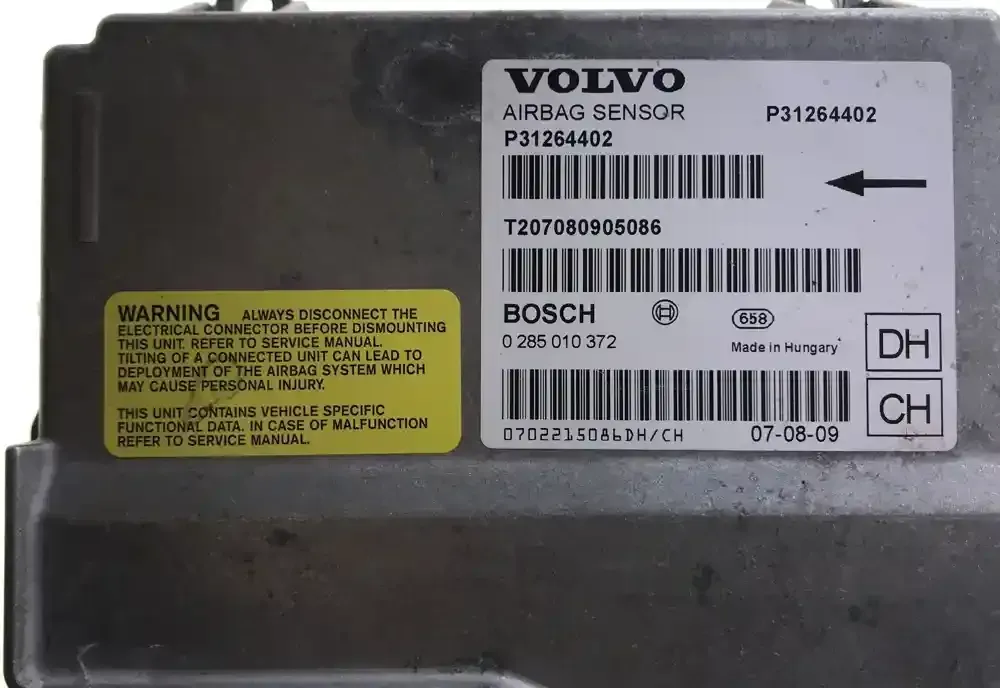 VOLVO
AIRBAG SENSOR
P31264402
P31264402
T207080905086
BOSCH
658
0 285 010 372
Made in Hungary
DH
CH
0702215086DH/CH
07-08-09
WARNING ALWAYS DISCONNECT THE
ELECTRICAL CONNECTOR BEFORE DISMOUNTING
THIS UNIT. REFER TO SERVICE MANUAL.
TILTING OF A CONNECTED UNIT CAN LEAD TO
DEPLOYMENT OF THE AIRBAG SYSTEM WHICH
MAY CAUSE PERSONAL INJURY.
THIS UNIT CONTAINS VEHICLE SPECIFIC
FUNCTIONAL DATA. IN CASE OF MALFUNCTION
REFER TO SERVICE MANUAL.